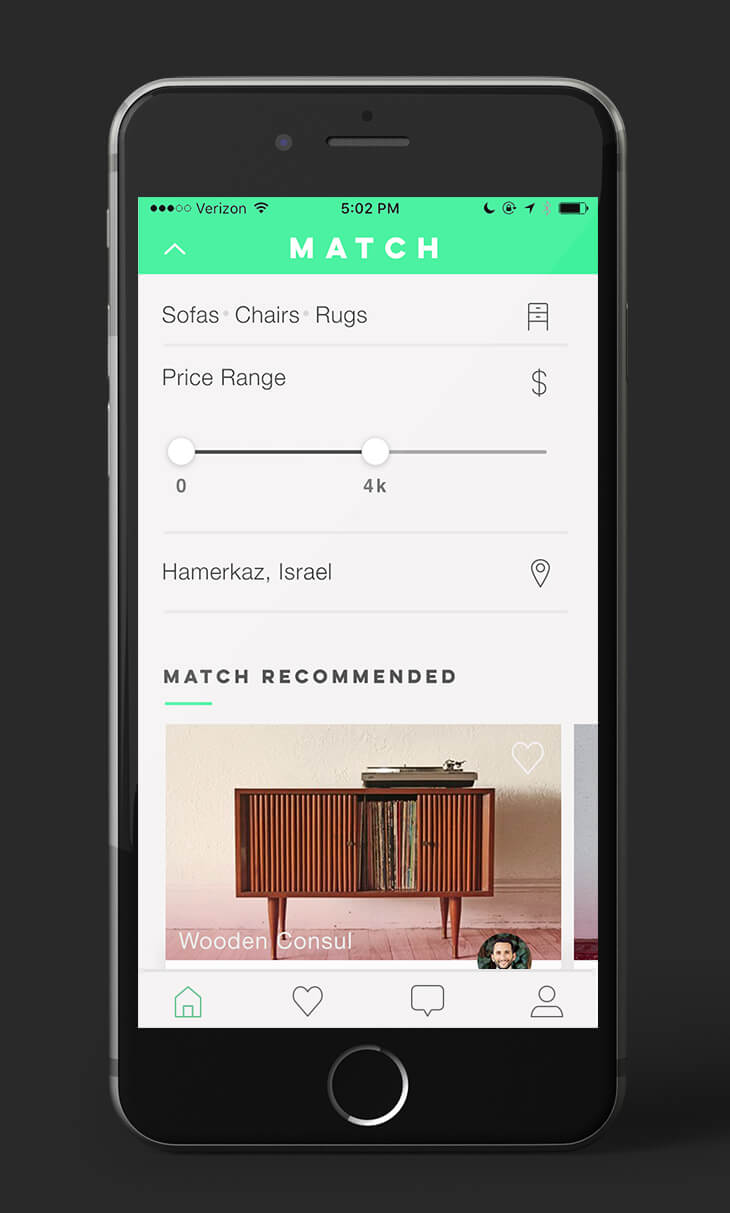 Verizon 5:02 PM
MATCH
Sofas • Chairs • Rugs
Price Range
$
0 4k
Hamerkaz, Israel
MATCH RECOMMENDED
Wooden Consul